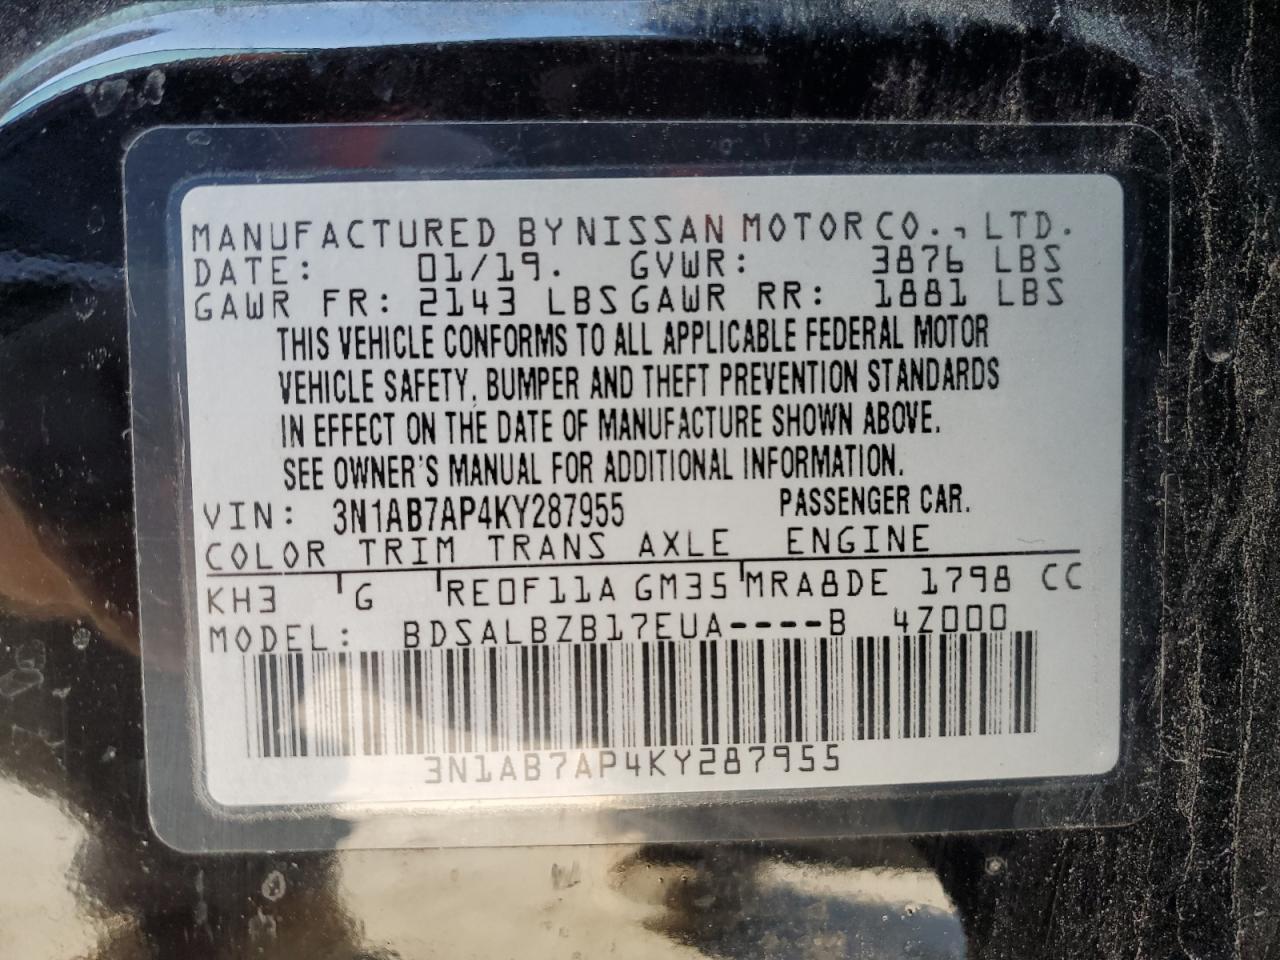 MANUFACTURED BY NISSAN MOTOR CO., LTD.
DATE: 01/19. GVWR: 3876 LBS
GAWR FR: 2143 LBS GAWR RR: 1881 LBS
THIS VEHICLE CONFORMS TO ALL APPLICABLE FEDERAL MOTOR
VEHICLE SAFETY, BUMPER AND THEFT PREVENTION STANDARDS
IN EFFECT ON THE DATE OF MANUFACTURE SHOWN ABOVE.
SEE OWNER'S MANUAL FOR ADDITIONAL INFORMATION.
VIN: 3N1AB7AP4KY287955 PASSENGER CAR.
COLOR TRIM TRANS AXLE ENGINE
KH3 G RE0F11A GM35 MRA8DE 1798 CC
MODEL: BDSALBZB17EUA----B 4Z000
3N1AB7AP4KY287955